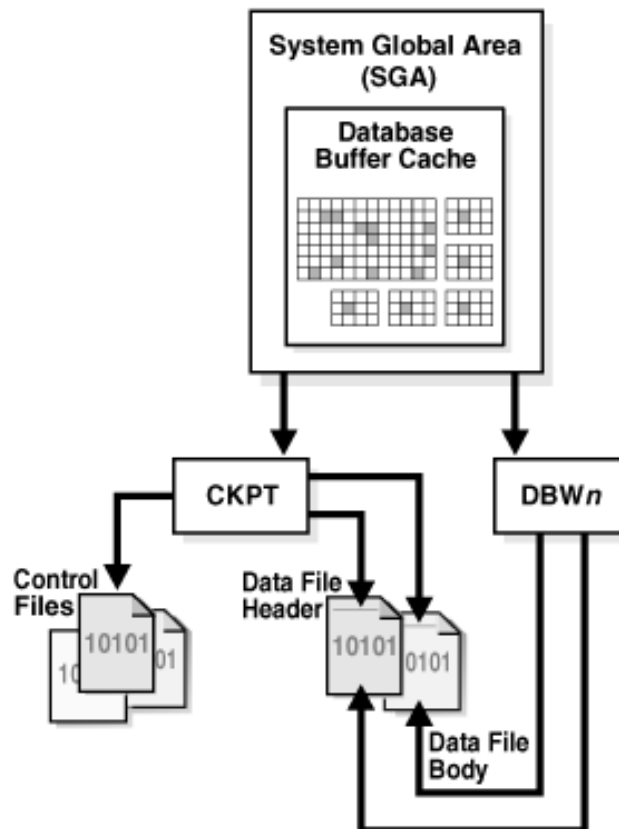 System Global Area
(SGA)
Database
Buffer Cache
CKPT
DBWn
Control
Files
Data File
Header
10101
10
01
10101
0101
Data File
Body